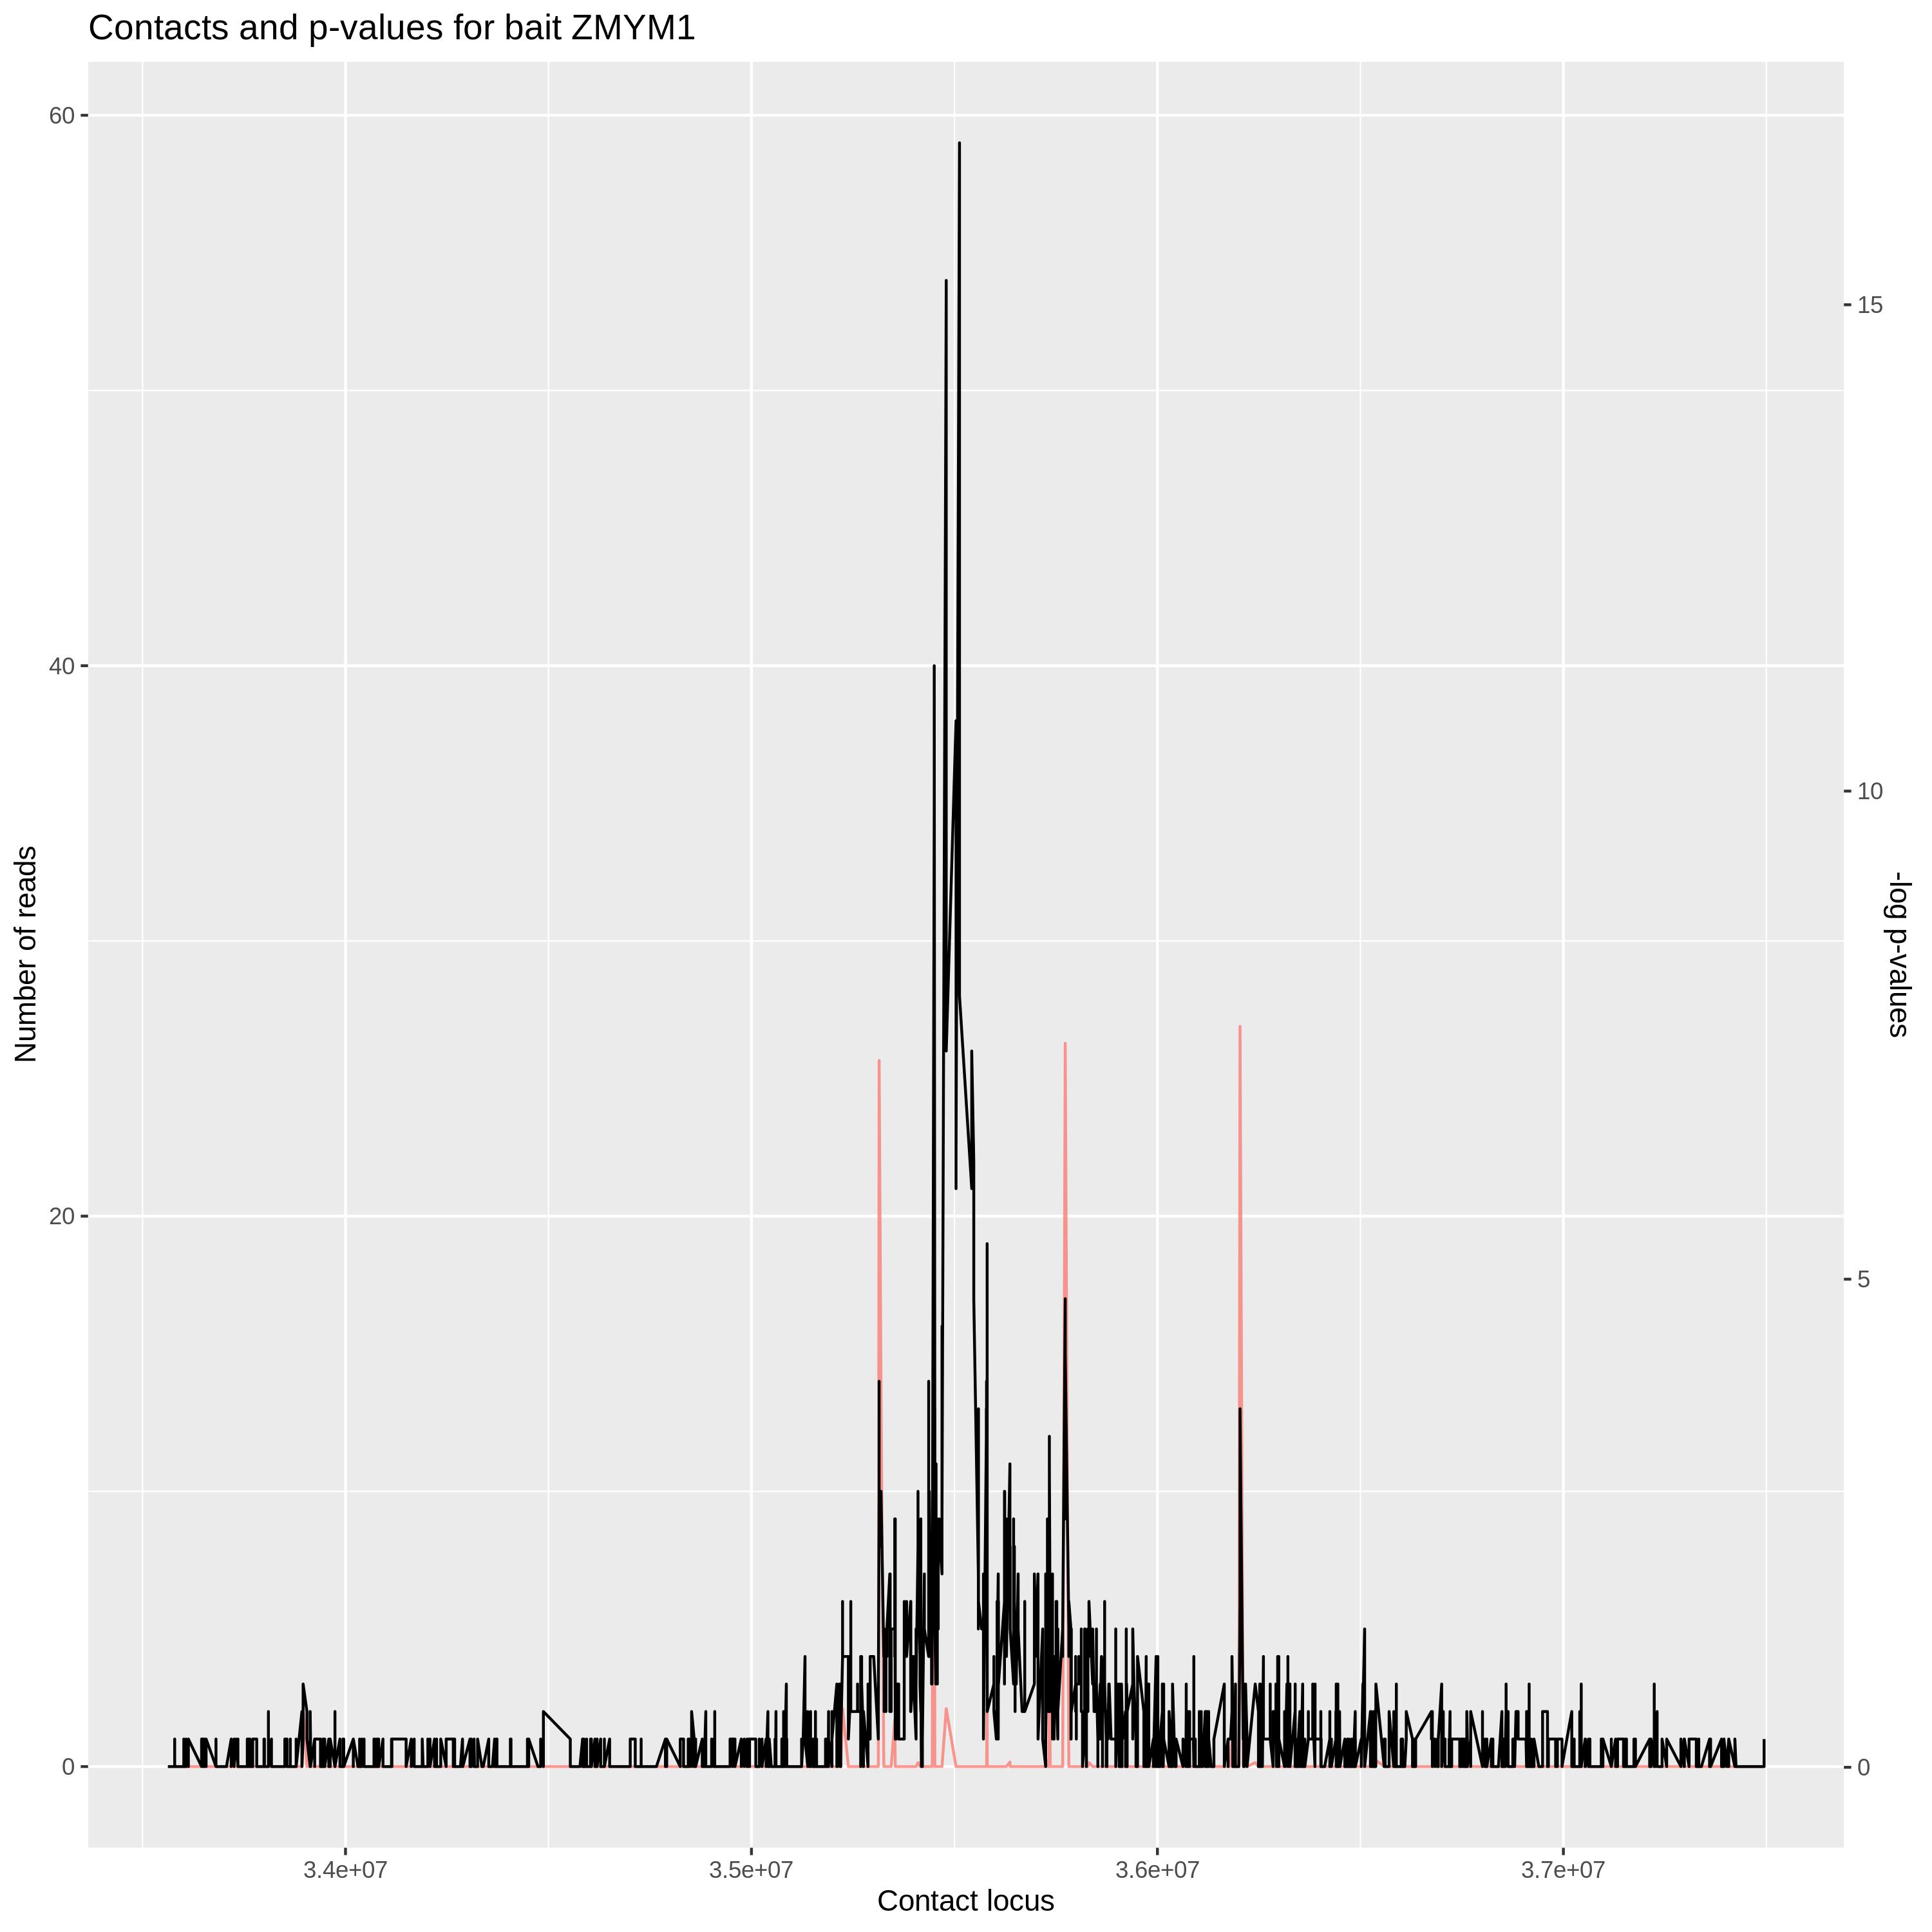 Contacts and p-values for bait ZMYM1
60
40
20
0
Number of reads
15
10
5
0
-log p-values
3.4e+07
3.5e+07
3.6e+07
3.7e+07
Contact locus